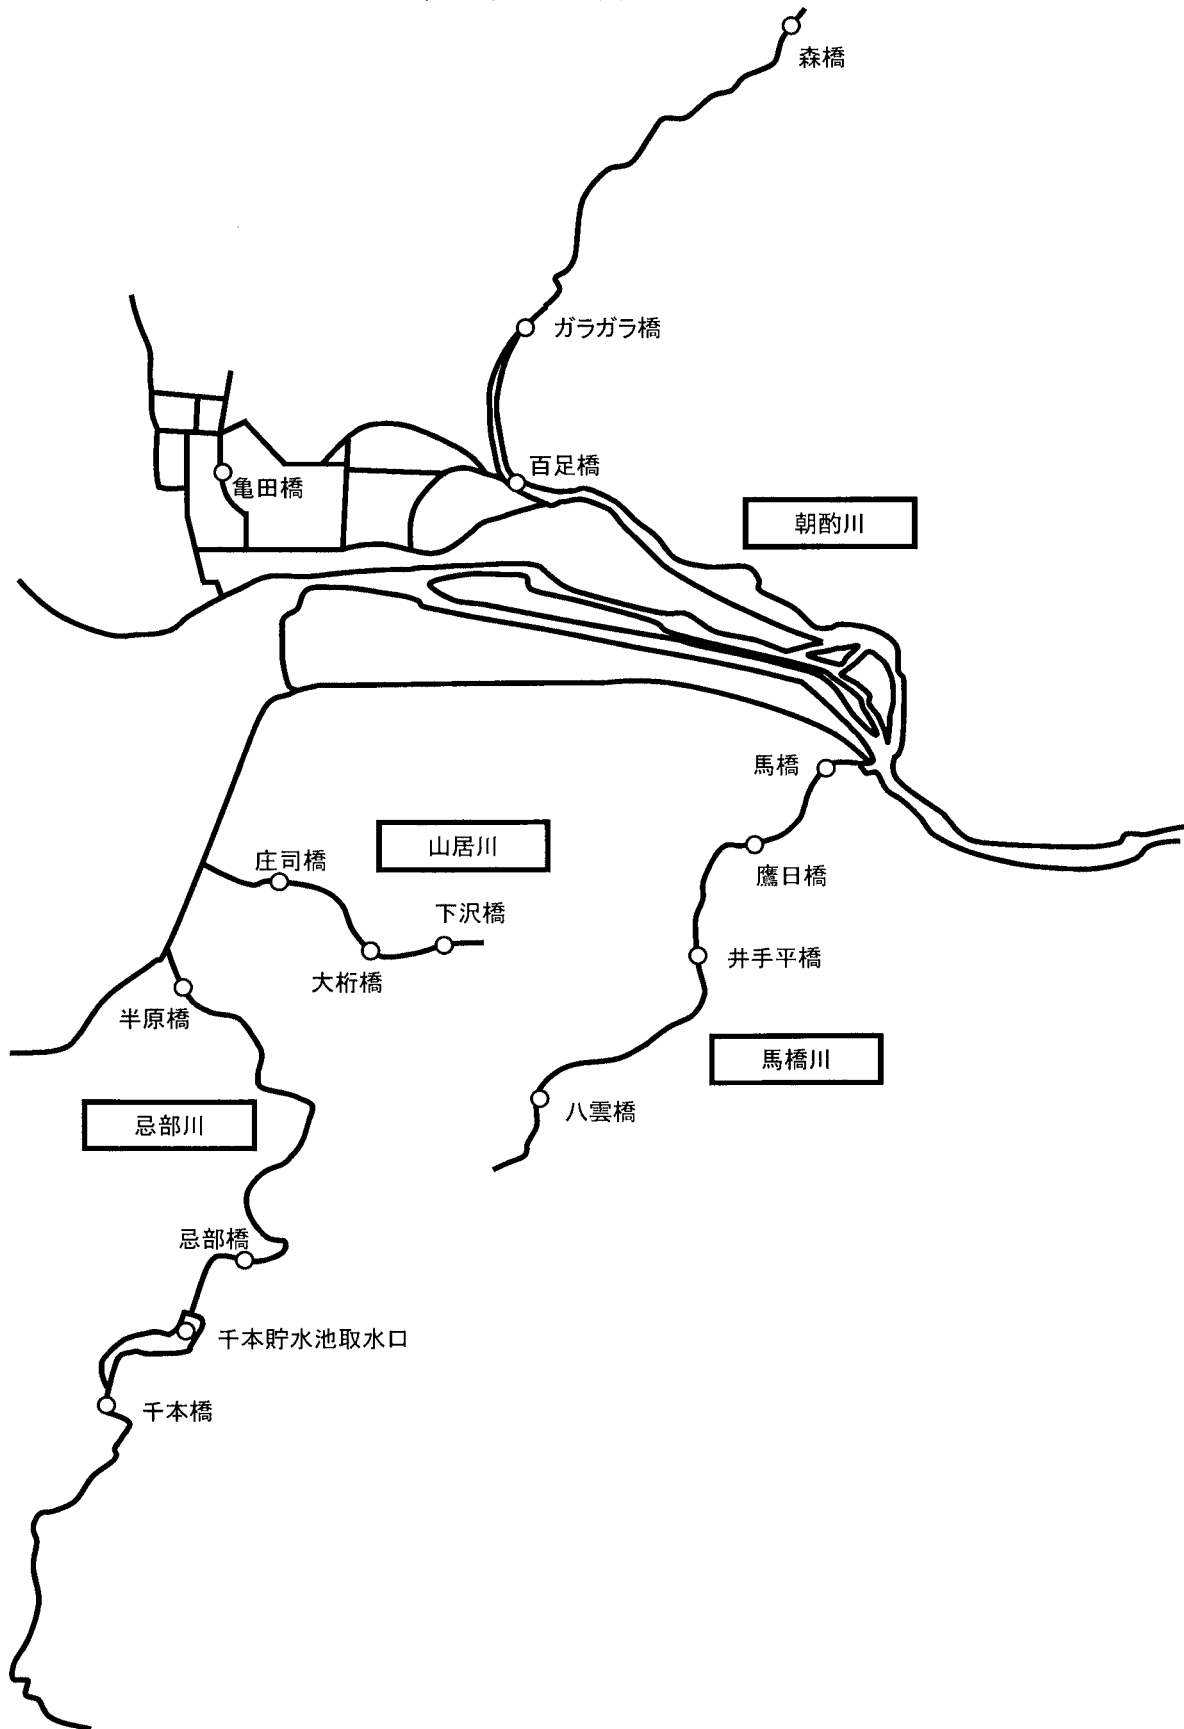 森橋
ガラガラ橋
百足橋
亀田橋
朝酌川
馬橋
山居川
庄司橋
鷹日橋
下沢橋
大桁橋
井手平橋
半原橋
馬橋川
八雲橋
忌部川
忌部橋
千本貯水池取水口
千本橋